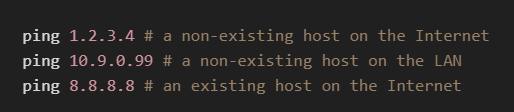 ping 1.2.3.4 # a non-existing host on the Internet
ping 10.9.0.99 # a non-existing host on the LAN
ping 8.8.8.8 # an existing host on the Internet